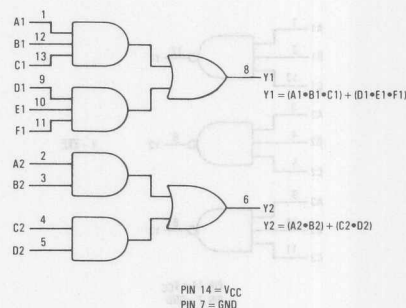 A1 1
B1 12
C1 13
D1 9
E1 10
F1 11
8 Y1
Y1 = (A1•B1•C1) + (D1•E1•F1)
A2 2
B2 3
C2 4
D2 5
6 Y2
Y2 = (A2•B2) + (C2•D2)
PIN 14 = VCC
PIN 7 = GND